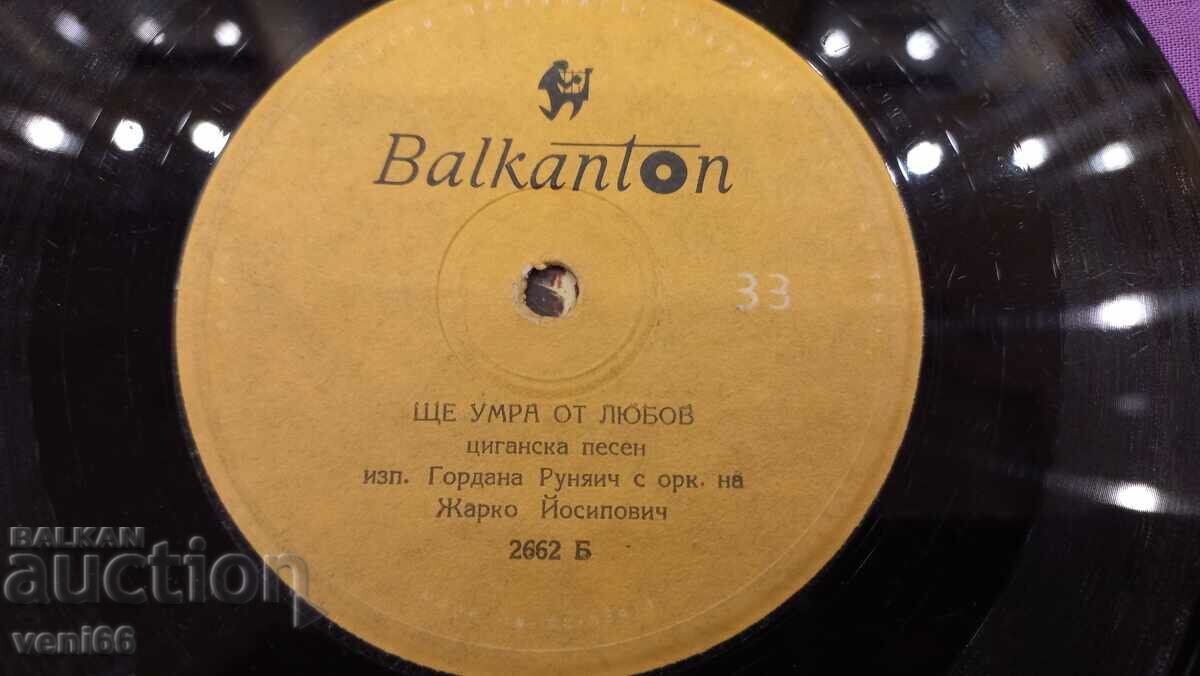 Balkanton
33
ЩЕ УМРА ОТ ЛЮБОВ
циганска песен
изп. Гордана Руняич с орк. на
Жарко Йосипович
2662 Б
BALKAN
auction
veni66